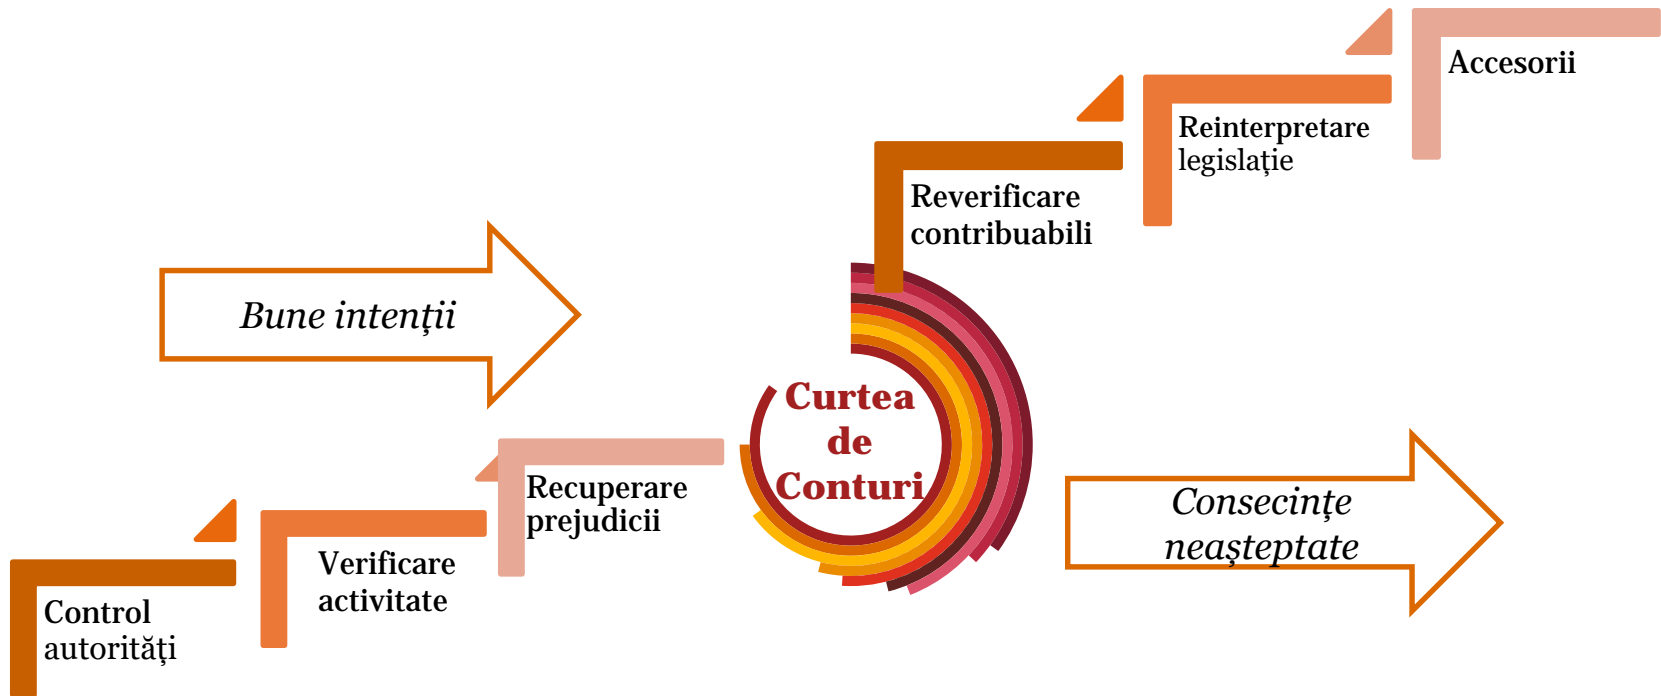 Bune intenții
Control
autorități
Verificare
activitate
Recuperare
prejudicii
Curtea
de
Conturi
Reverificare
contribuabili
Reinterpretare
legislație
Accesorii
Consecințe
neașteptate